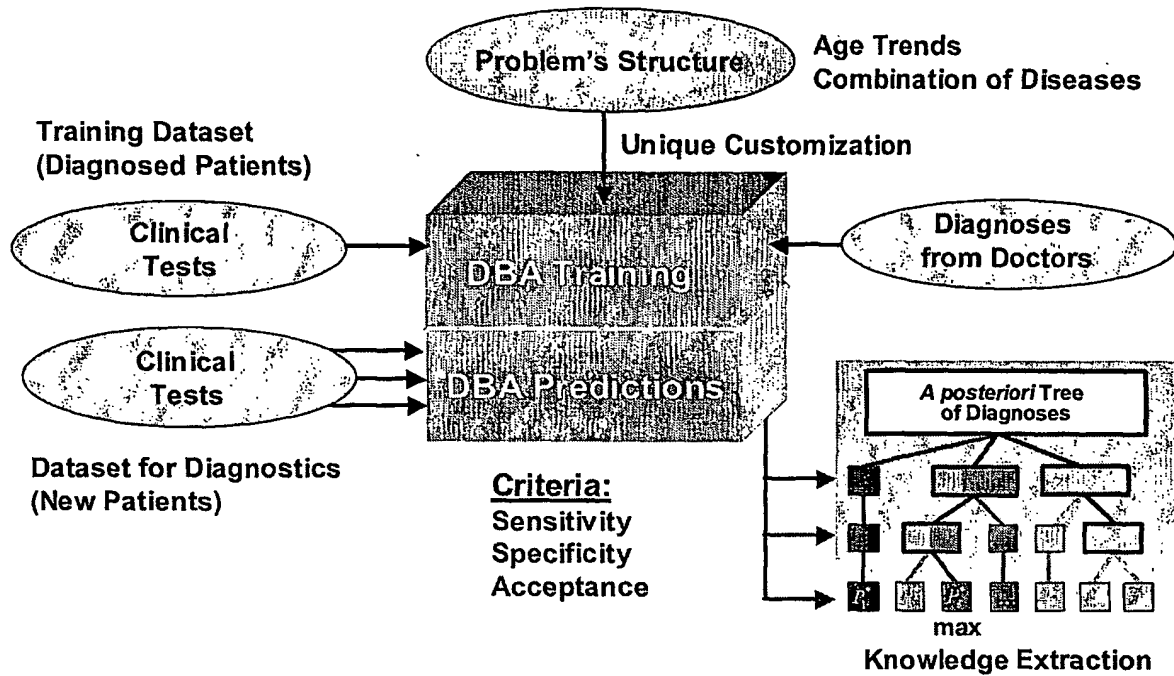 Problem's Structure
Age Trends
Combination of Diseases
Training Dataset
(Diagnosed Patients)
Unique Customization
Clinical
Tests
Diagnoses
from Doctors
DBA Training
Clinical
Tests
DBA Predictions
A posteriori Tree
of Diagnoses
Dataset for Diagnostics
(New Patients)
Criteria:
Sensitivity
Specificity
Acceptance
max
Knowledge Extraction